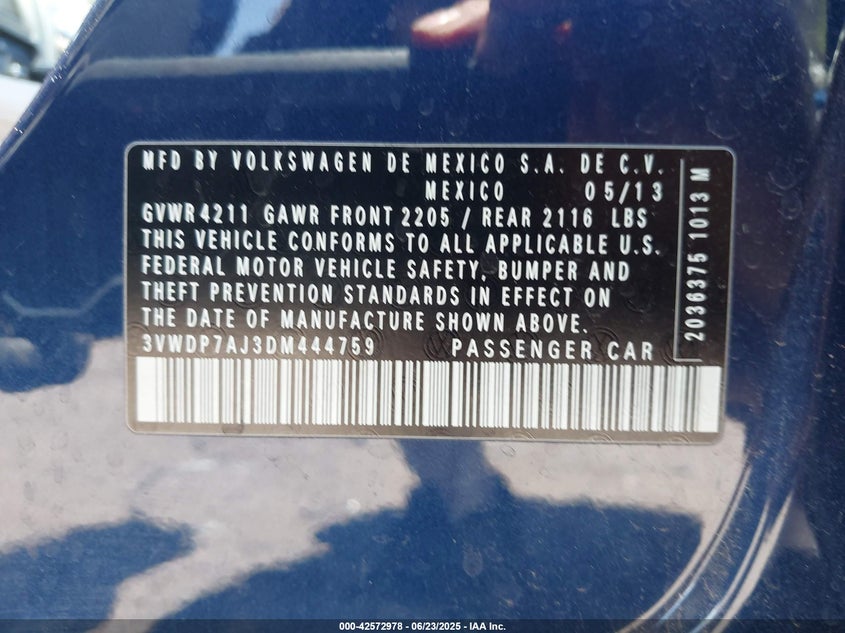 MFD BY VOLKSWAGEN DE MEXICO S.A. DE C.V.
MEXICO 05/13
GVWR 4211 GAWR FRONT 2205 / REAR 2116 LBS
THIS VEHICLE CONFORMS TO ALL APPLICABLE U.S.
FEDERAL MOTOR VEHICLE SAFETY, BUMPER AND
THEFT PREVENTION STANDARDS IN EFFECT ON
THE DATE OF MANUFACTURE SHOWN ABOVE.
3VWDP7AJ3DM444759 PASSENGER CAR
2036375 1013 M
000-42572978 - 06/23/2025 - IAA Inc.